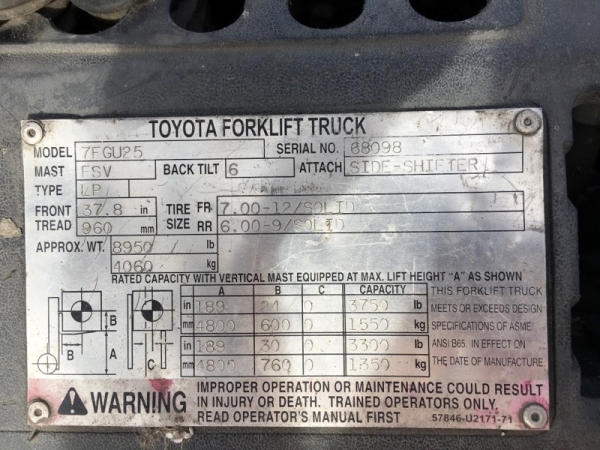 TOYOTA FORKLIFT TRUCK
MODEL 7FGU25 SERIAL NO. 68098
MAST FSV BACK TILT 6 ATTACH SIDE-SHIFTER
TYPE LP
FRONT TREAD 37.8 in 960 mm
TIRE SIZE FR 7.00-12/SOLID
RR 6.00-9/SOLID
APPROX. WT. 8950 lb
4060 kg
RATED CAPACITY WITH VERTICAL MAST EQUIPPED AT MAX. LIFT HEIGHT "A" AS SHOWN
A B C CAPACITY
in 189 24 0 3750 lb
mm 4800 600 0 1550 kg
in 189 30 0 3300 lb
mm 4800 760 0 1350 kg
THIS FORKLIFT TRUCK
MEETS OR EXCEEDS DESIGN
SPECIFICATIONS OF ASME
ANSI B65. IN EFFECT ON
THE DATE OF MANUFACTURE
B
B
A
C
WARNING
IMPROPER OPERATION OR MAINTENANCE COULD RESULT
IN INJURY OR DEATH. TRAINED OPERATORS ONLY.
READ OPERATOR'S MANUAL FIRST
57846-U2171-71